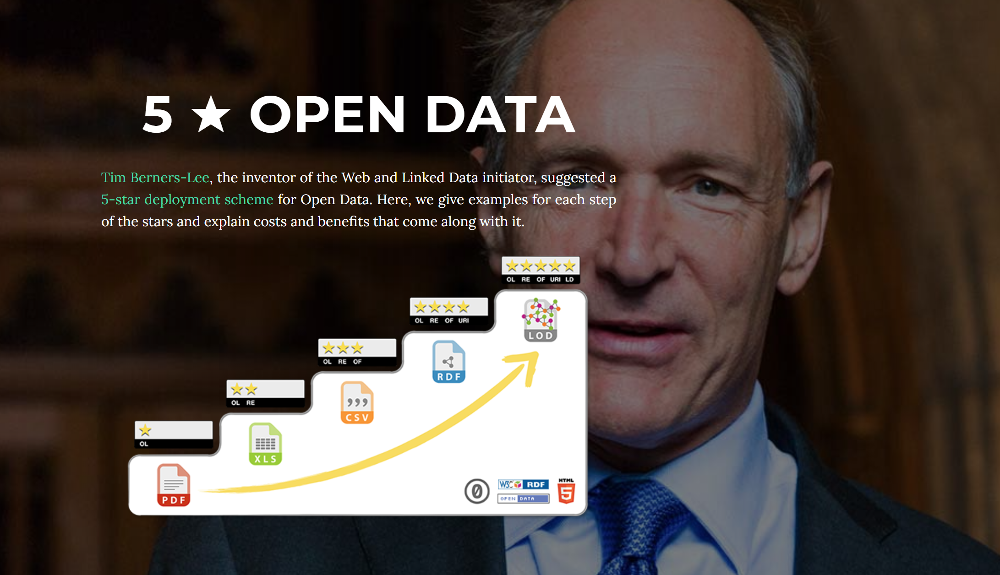 5 ★ OPEN DATA
Tim Berners-Lee, the inventor of the Web and Linked Data initiator, suggested a
5-star deployment scheme for Open Data. Here, we give examples for each step
of the stars and explain costs and benefits that come along with it.
★★★★★
OL RE OF URI LD
LOD
★★★★
OL RE OF URI
RDF
★★★
OL RE OF
,,,
CSV
★★
OL RE
XLS
★
OL
PDF
0
W3C RDF
OPEN DATA
HTML
5